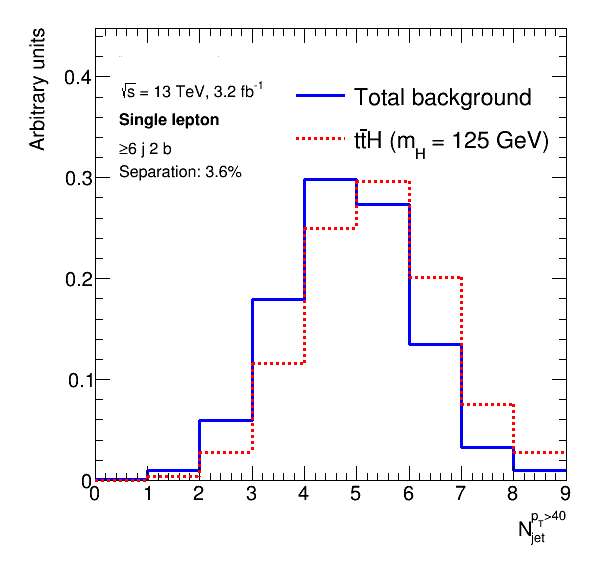 Arbitrary units
0.4
0.3
0.2
0.1
0
√s = 13 TeV, 3.2 fb⁻¹
Single lepton
≥6 j 2 b
Separation: 3.6%
Total background
tt̄H (m_H = 125 GeV)
0 1 2 3 4 5 6 7 8 9
N_jet^{p_T>40}